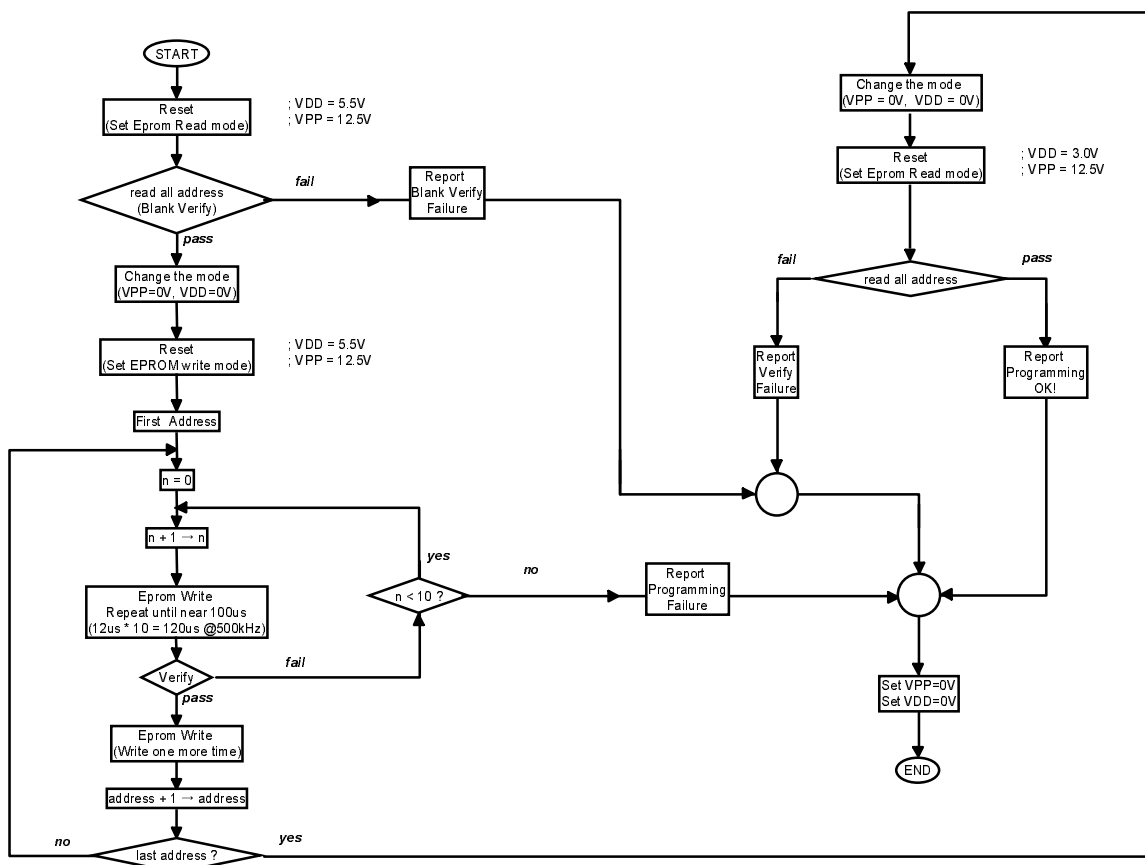 START
Reset
(Set Eprom Read mode)
; VDD = 5.5V
; VPP = 12.5V
read all address
(Blank Verify)
fail
Report
Blank Verify
Failure
pass
Change the mode
(VPP=0V, VDD=0V)
Reset
(Set EPROM write mode)
; VDD = 5.5V
; VPP = 12.5V
First Address
n = 0
n + 1 → n
Eprom Write
Repeat until near 100us
(12us * 10 = 120us @500kHz)
Verify
fail
pass
n < 10 ?
yes
no
Report
Programming
Failure
Eprom Write
(Write one more time)
address + 1 → address
last address ?
no
yes
Change the mode
(VPP = 0V, VDD = 0V)
Reset
(Set Eprom Read mode)
; VDD = 3.0V
; VPP = 12.5V
read all address
fail
pass
Report
Verify
Failure
Report
Programming
OK!
Set VPP=0V
Set VDD=0V
END